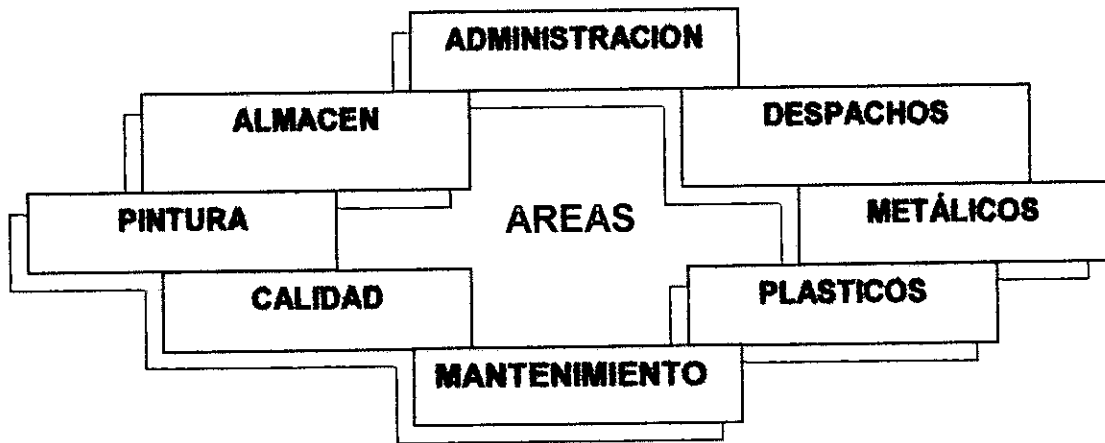 ADMINISTRACION
ALMACEN
DESPACHOS
PINTURA
AREAS
METÁLICOS
CALIDAD
PLASTICOS
MANTENIMIENTO